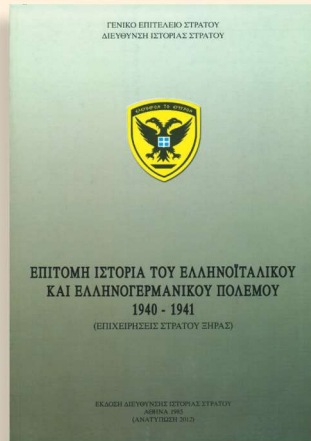 ΓΕΝΙΚΟ ΕΠΙΤΕΛΕΙΟ ΣΤΡΑΤΟΥ
ΔΙΕΥΘΥΝΣΗ ΙΣΤΟΡΙΑΣ ΣΤΡΑΤΟΥ
ΕΠΙΤΟΜΗ ΙΣΤΟΡΙΑ ΤΟΥ ΕΛΛΗΝΟΪΤΑΛΙΚΟΥ
ΚΑΙ ΕΛΛΗΝΟΓΕΡΜΑΝΙΚΟΥ ΠΟΛΕΜΟΥ
1940 - 1941
(ΕΠΙΧΕΙΡΗΣΕΙΣ ΣΤΡΑΤΟΥ ΞΗΡΑΣ)
ΕΚΔΟΣΗ ΔΙΕΥΘΥΝΣΗΣ ΙΣΤΟΡΙΑΣ ΣΤΡΑΤΟΥ
ΑΘΗΝΑ 1985
(ΑΝΑΤΥΠΩΣΗ 2012)